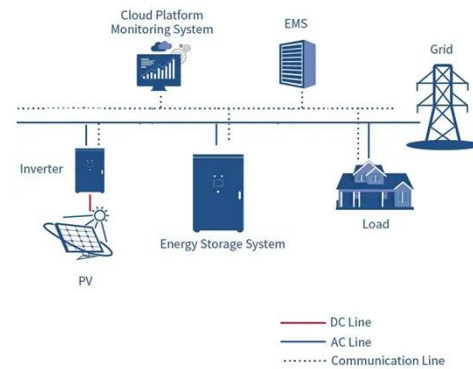 Cloud Platform
Monitoring System
EMS
Grid
Inverter
Energy Storage System
Load
PV
DC Line
AC Line
Communication Line